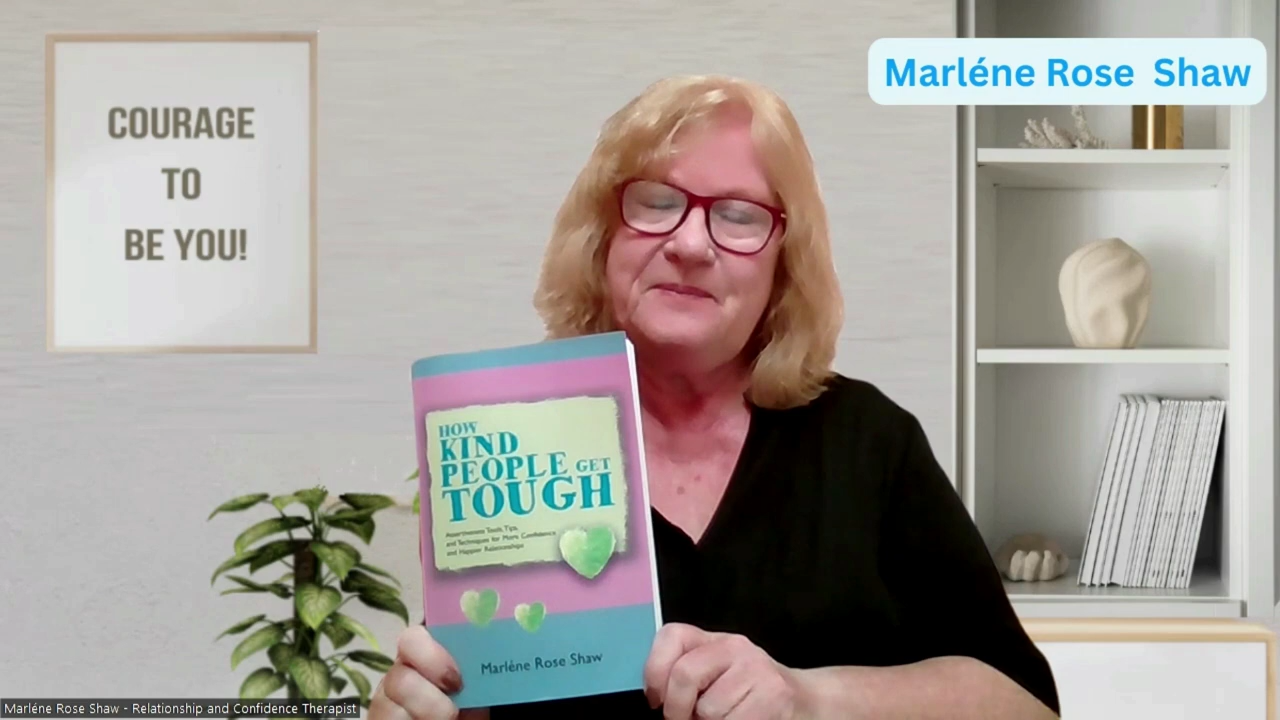 COURAGE
TO
BE YOU!
Marléne Rose Shaw
HOW
KIND
PEOPLE GET
TOUGH
Assertiveness Tools, Tips,
and Techniques for More Confidence
and Happier Relationships
Marléne Rose Shaw
Marléne Rose Shaw - Relationship and Confidence Therapist